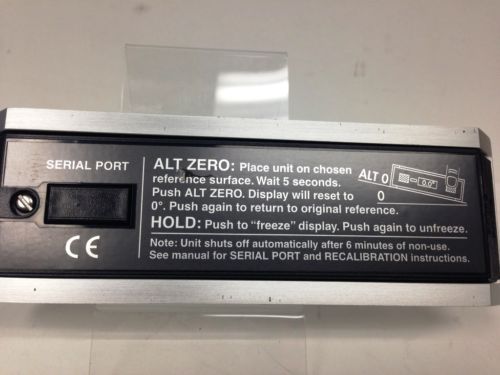 SERIAL PORT
CE
ALT ZERO: Place unit on chosen
reference surface. Wait 5 seconds.
Push ALT ZERO. Display will reset to
0°. Push again to return to original reference.
ALT 0
0.0°
0
HOLD: Push to "freeze" display. Push again to unfreeze.
Note: Unit shuts off automatically after 6 minutes of non-use.
See manual for SERIAL PORT and RECALIBRATION instructions.